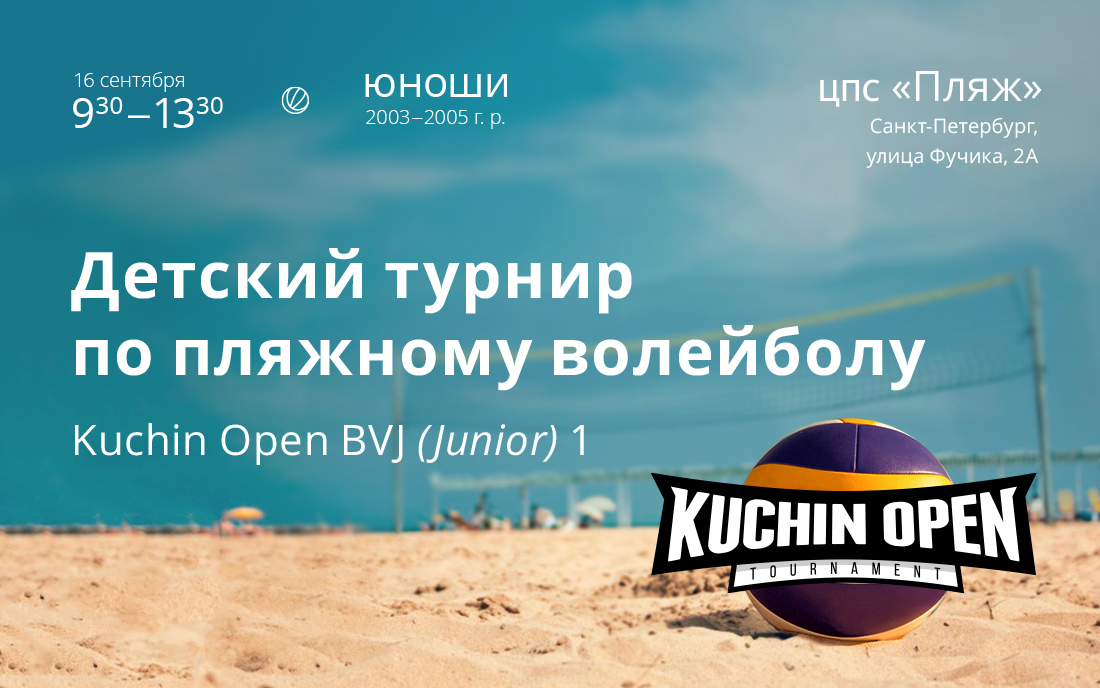 16 сентября
9³⁰–13³⁰
юноши
2003–2005 г. р.
цпс «Пляж»
Санкт-Петербург,
улица Фучика, 2А
Детский турнир
по пляжному волейболу
Kuchin Open BVJ (Junior) 1
KUCHIN OPEN
TOURNAMENT